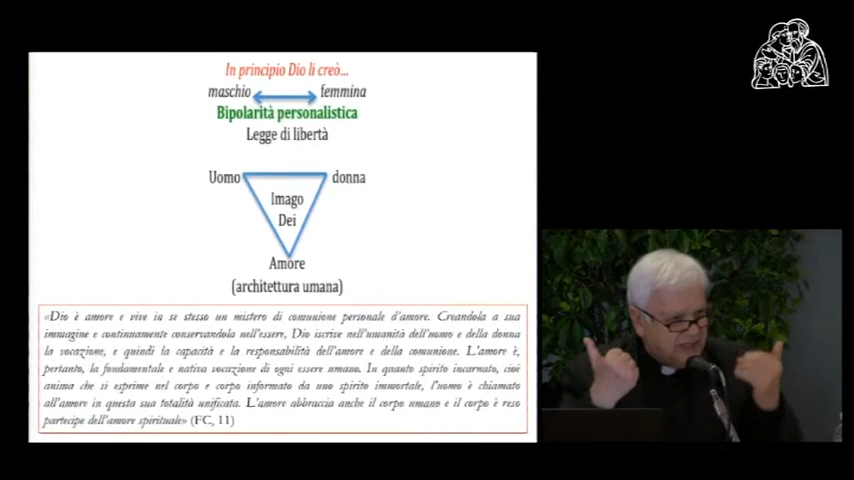 In principio Dio li creò...
maschio femmina
Bipolarità personalistica
Legge di libertà
Uomo donna
Imago
Dei
Amore
(architettura umana)
«Dio è amore e vive in se stesso un mistero di comunione personale d'amore. Creandola a sua
immagine e continuamente conservandola nell'essere, Dio iscrive nell'umanità dell'uomo e della donna
la vocazione, e quindi la capacità e la responsabilità dell'amore e della comunione. L'amore è,
pertanto, la fondamentale e nativa vocazione di ogni essere umano. In quanto spirito incarnato, cioè
anima che si esprime nel corpo e corpo informato da uno spirito immortale, l'uomo è chiamato
all'amore in questa sua totalità unificata. L'amore abbraccia anche il corpo umano e il corpo è reso
partecipe dell'amore spirituale» (FC, 11)